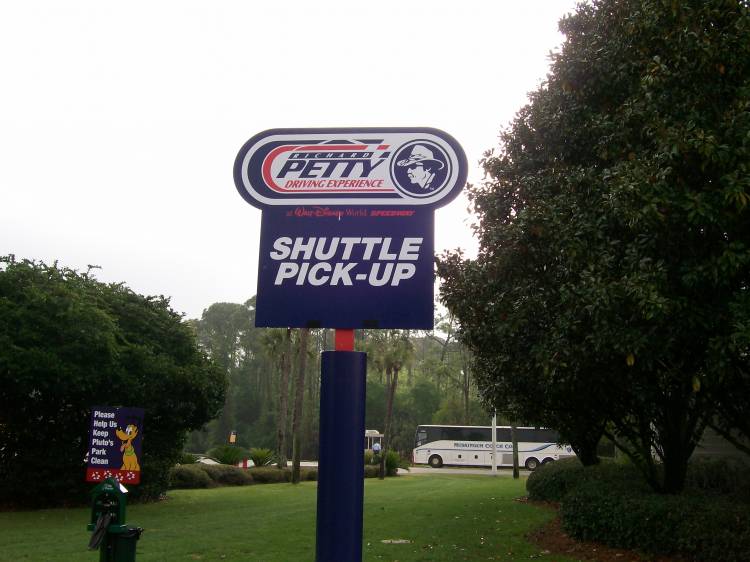 RICHARD
PETTY
DRIVING EXPERIENCE
at Walt Disney World SPEEDWAY
SHUTTLE
PICK-UP
Please
Help Us
Keep
Pluto's
Park
Clean